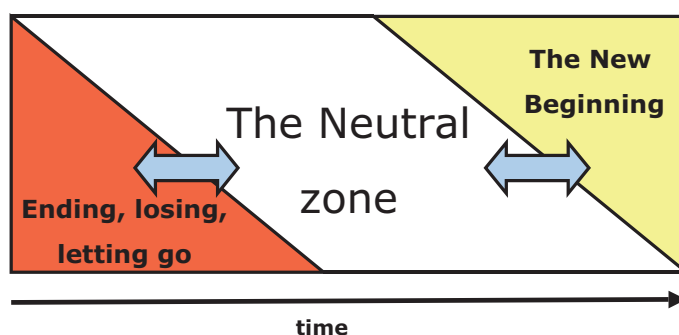 Ending, losing,
letting go
The Neutral
zone
The New
Beginning
time